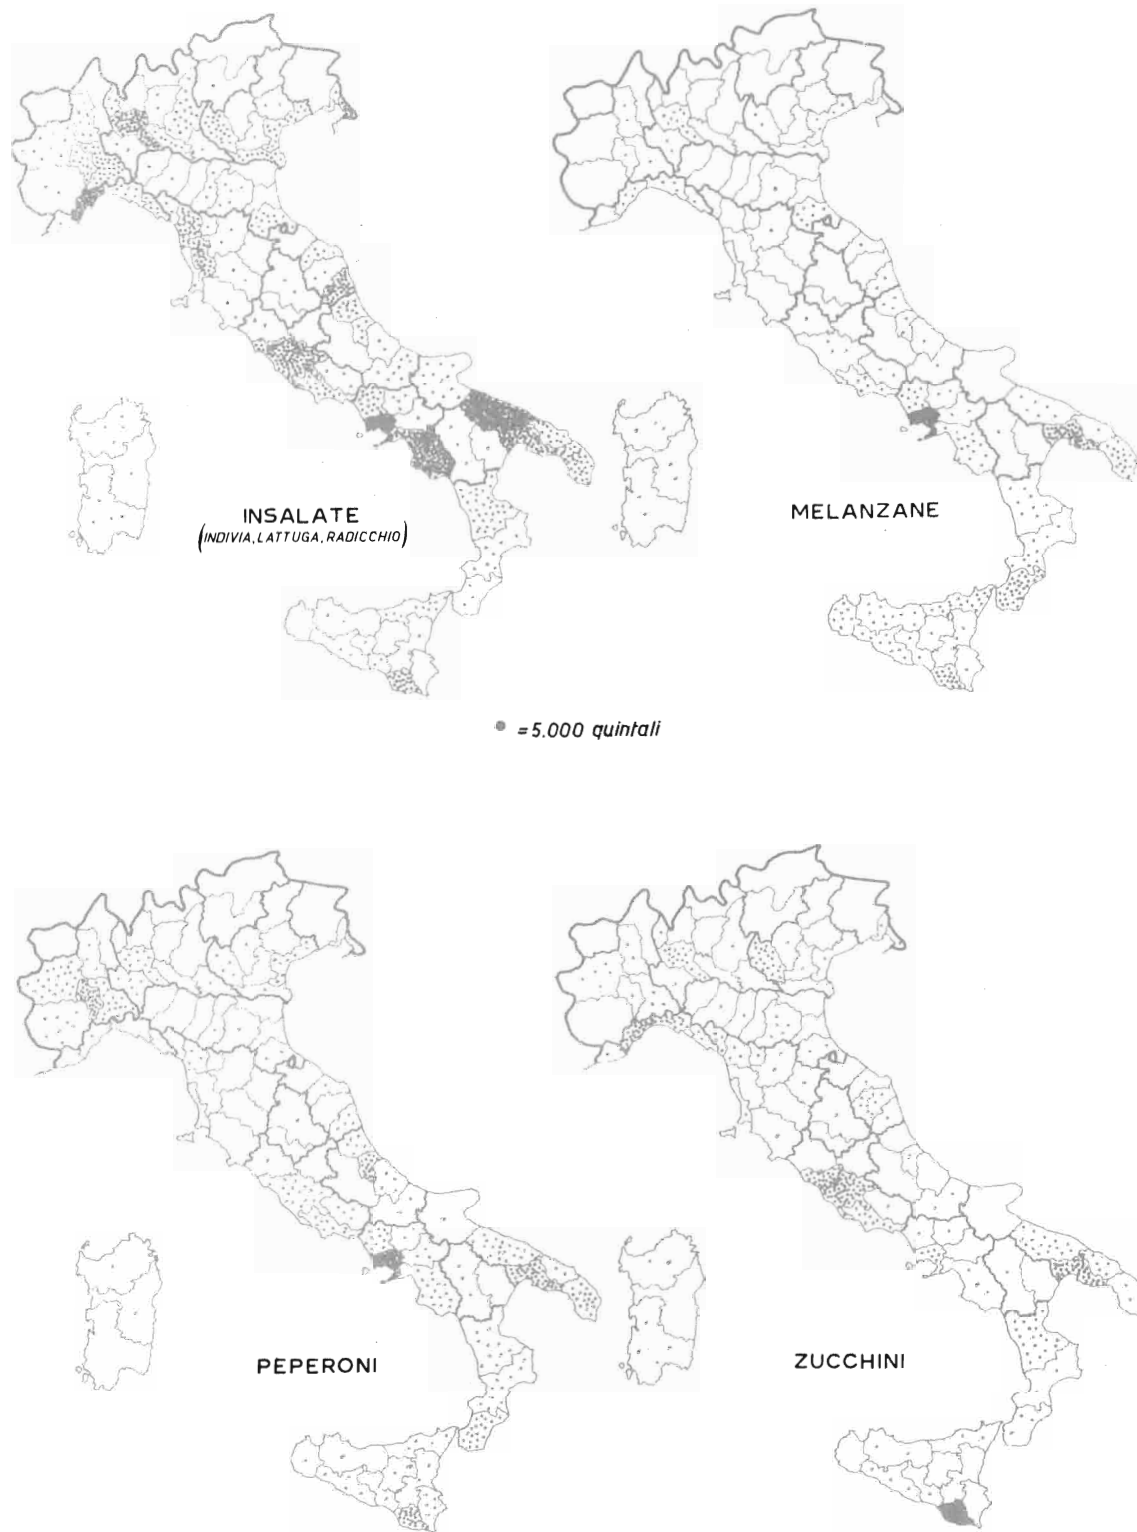 INSALATE
(INDIVIA, LATTUGA, RADICCHIO)
MELANZANE
= 5.000 quintali
PEPERONI
ZUCCHINI